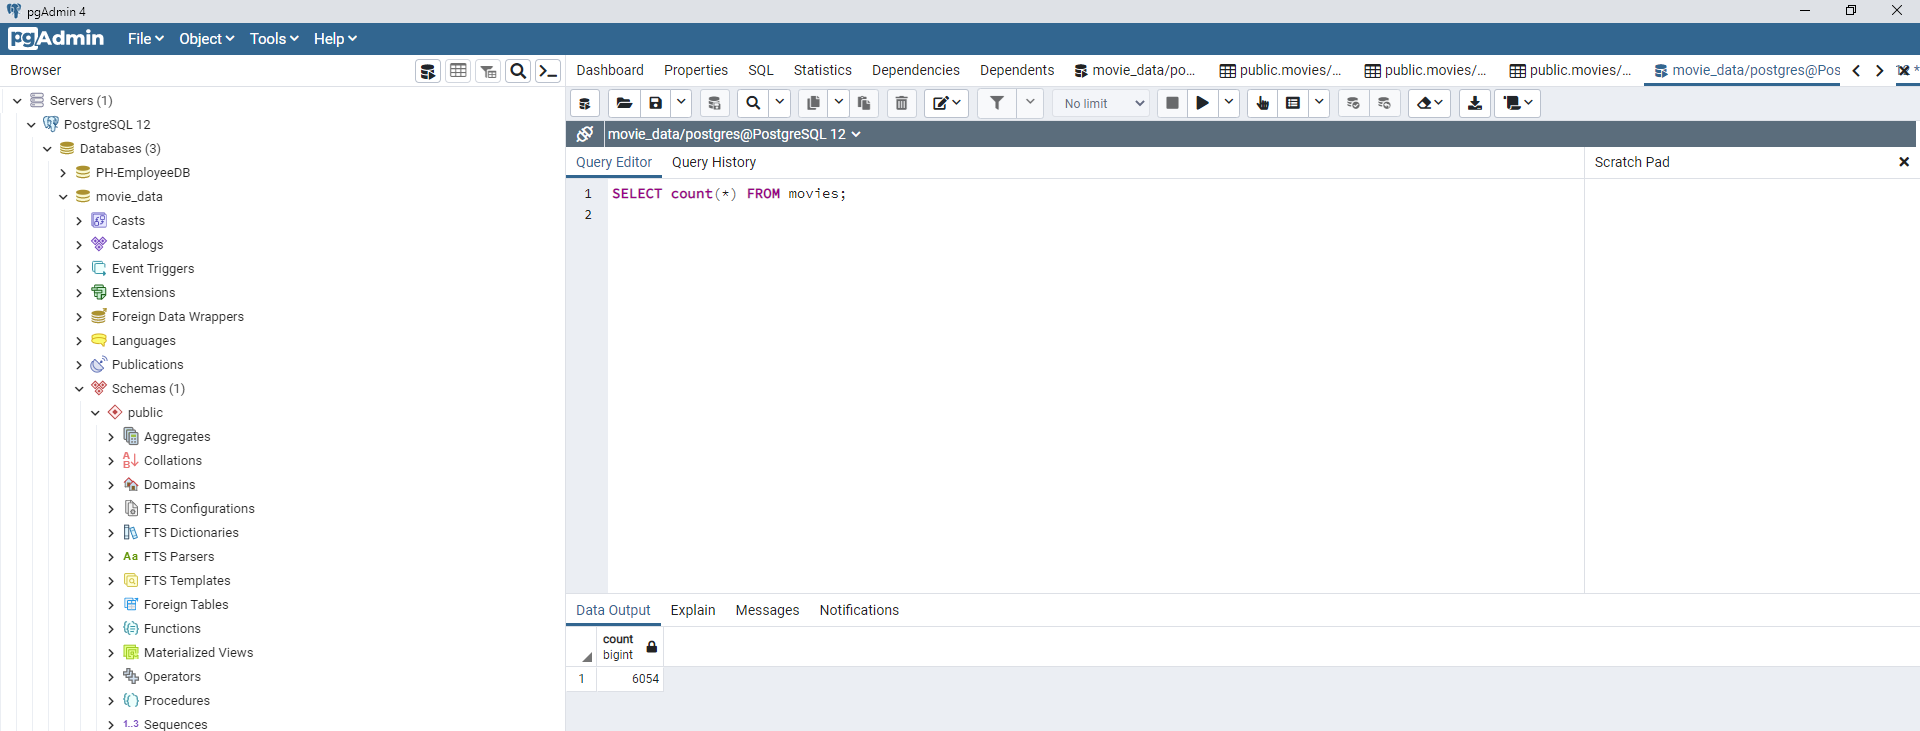 pgAdmin 4
pgAdmin File Object Tools Help
Browser
Dashboard Properties SQL Statistics Dependencies Dependents movie_data/po... public.movies/... public.movies/... public.movies/... movie_data/postgres@Pos
No limit
movie_data/postgres@PostgreSQL 12
Query Editor Query History
Scratch Pad
1 SELECT count(*) FROM movies;
2
Servers (1)
PostgreSQL 12
Databases (3)
PH-EmployeeDB
movie_data
Casts
Catalogs
Event Triggers
Extensions
Foreign Data Wrappers
Languages
Publications
Schemas (1)
public
Aggregates
Collations
Domains
FTS Configurations
FTS Dictionaries
Aa FTS Parsers
FTS Templates
Foreign Tables
Functions
Materialized Views
Operators
Procedures
1..3 Sequences
Data Output Explain Messages Notifications
count
bigint
1 6054